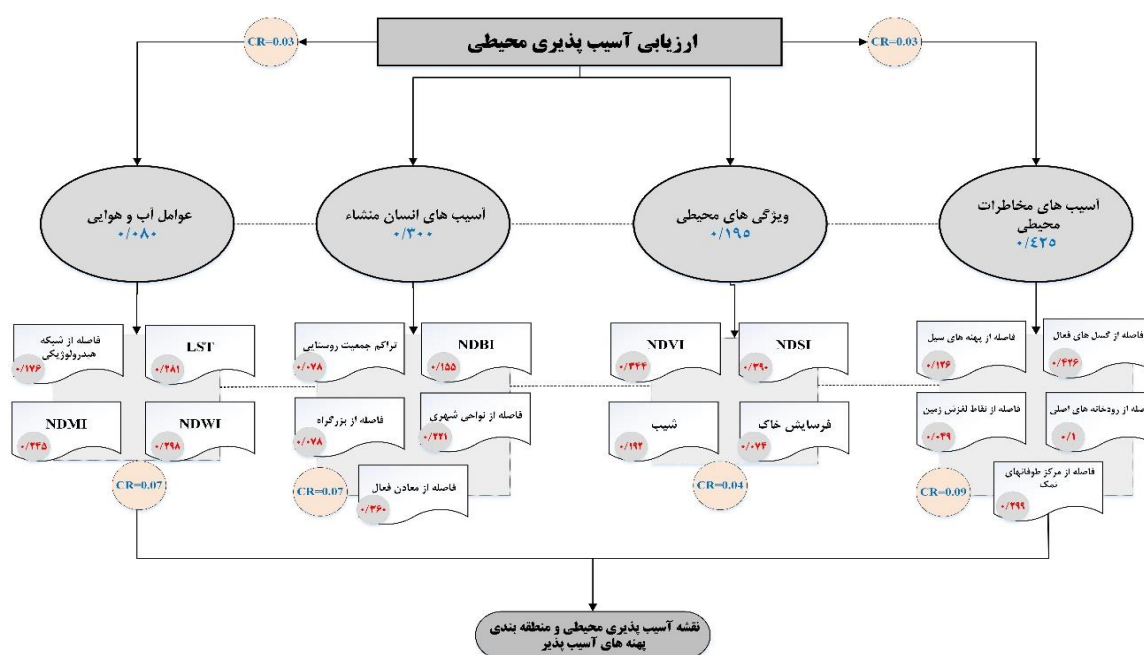 ارزیابی آسیب پذیری محیطی
CR=0.03
CR=0.03
آسیب های مخاطرات
محیطی
۰/٤٢٥
ویژگی های محیطی
۰/۱۹٥
آسیب های انسان منشاء
۰/۳۰۰
عوامل آب و هوایی
۰/۰۸۰
فاصله از گسل های فعال
۰/۴۲۶
فاصله از پهنه های سیل
۰/۱۲۶
له از رودخانه های اصلی
۰/۱
فاصله از نقاط لغزش زمین
۰/۰۴۹
فاصله از مرکز طوفانهای
نمک
۰/۲۹۹
CR=0.09
NDSI
۰/۳۹۰
NDVI
۰/۳۴۴
فرسایش خاک
۰/۰۷۴
شیب
۰/۱۹۲
CR=0.04
NDBI
۰/۱۵۵
تراکم جمعیت روستایی
۰/۰۷۸
فاصله از نواحی شهری
۰/۲۲۱
فاصله از بزرگراه
۰/۰۷۸
فاصله از معادن فعال
۰/۳۶۰
CR=0.07
LST
۰/۲۸۱
فاصله از شبکه
هیدرولوژیکی
۰/۱۷۶
NDWI
۰/۲۹۸
NDMI
۰/۲۴۵
CR=0.07
نقشه آسیب پذیری محیطی و منطقه بندی
پهنه های آسیب پذیر